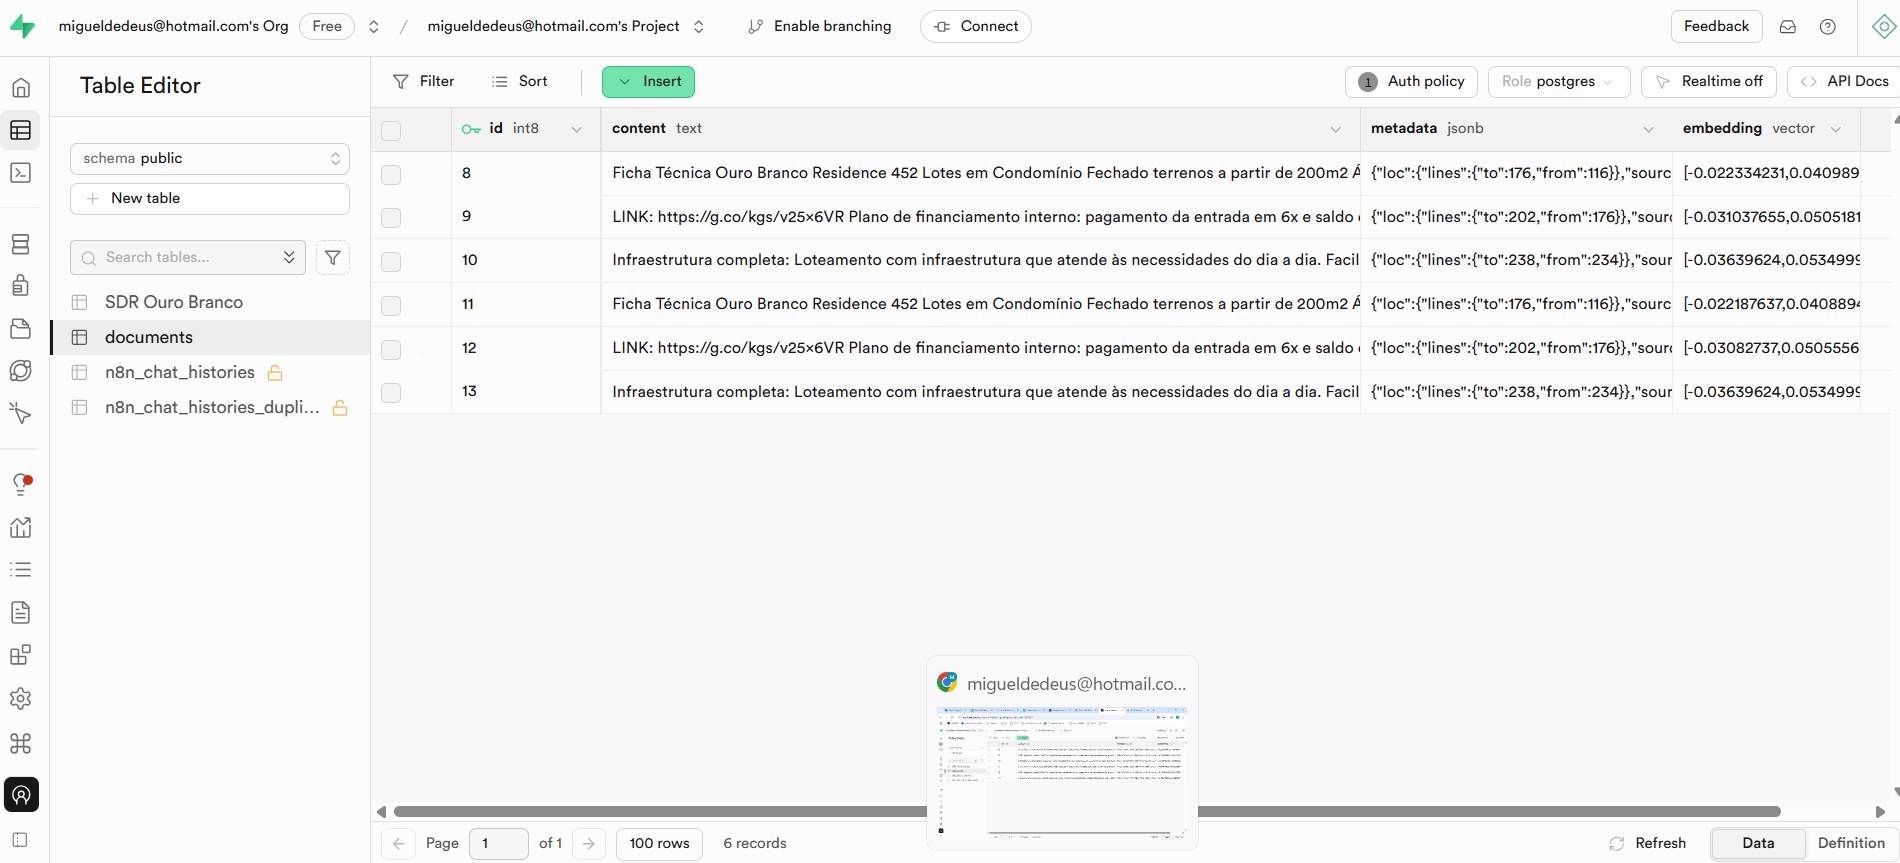 migueldedeus@hotmail.com's Org Free / migueldedeus@hotmail.com's Project Enable branching Connect Feedback
Table Editor
Filter Sort Insert 1 Auth policy Role postgres Realtime off API Docs
schema public
New table
Search tables...
SDR Ouro Branco
documents
n8n_chat_histories
n8n_chat_histories_dupli...
id int8 content text metadata jsonb embedding vector
8 Ficha Técnica Ouro Branco Residence 452 Lotes em Condomínio Fechado terrenos a partir de 200m2 Á {"loc":{"lines":{"to":176,"from":116}},"sourc [-0.022334231,0.040989
9 LINK: https://g.co/kgs/v25x6VR Plano de financiamento interno: pagamento da entrada em 6x e saldo {"loc":{"lines":{"to":202,"from":176}},"sourc [-0.031037655,0.0505181
10 Infraestrutura completa: Loteamento com infraestrutura que atende às necessidades do dia a dia. Facil {"loc":{"lines":{"to":238,"from":234}},"sour [-0.03639624,0.0534999
11 Ficha Técnica Ouro Branco Residence 452 Lotes em Condomínio Fechado terrenos a partir de 200m2 Á {"loc":{"lines":{"to":176,"from":116}},"sourc [-0.022187637,0.0408894
12 LINK: https://g.co/kgs/v25x6VR Plano de financiamento interno: pagamento da entrada em 6x e saldo {"loc":{"lines":{"to":202,"from":176}},"sourc [-0.03082737,0.0505556
13 Infraestrutura completa: Loteamento com infraestrutura que atende às necessidades do dia a dia. Facil {"loc":{"lines":{"to":238,"from":234}},"sour [-0.03639624,0.0534999
migueldedeus@hotmail.co...
Page 1 of 1 100 rows 6 records Refresh Data Definition